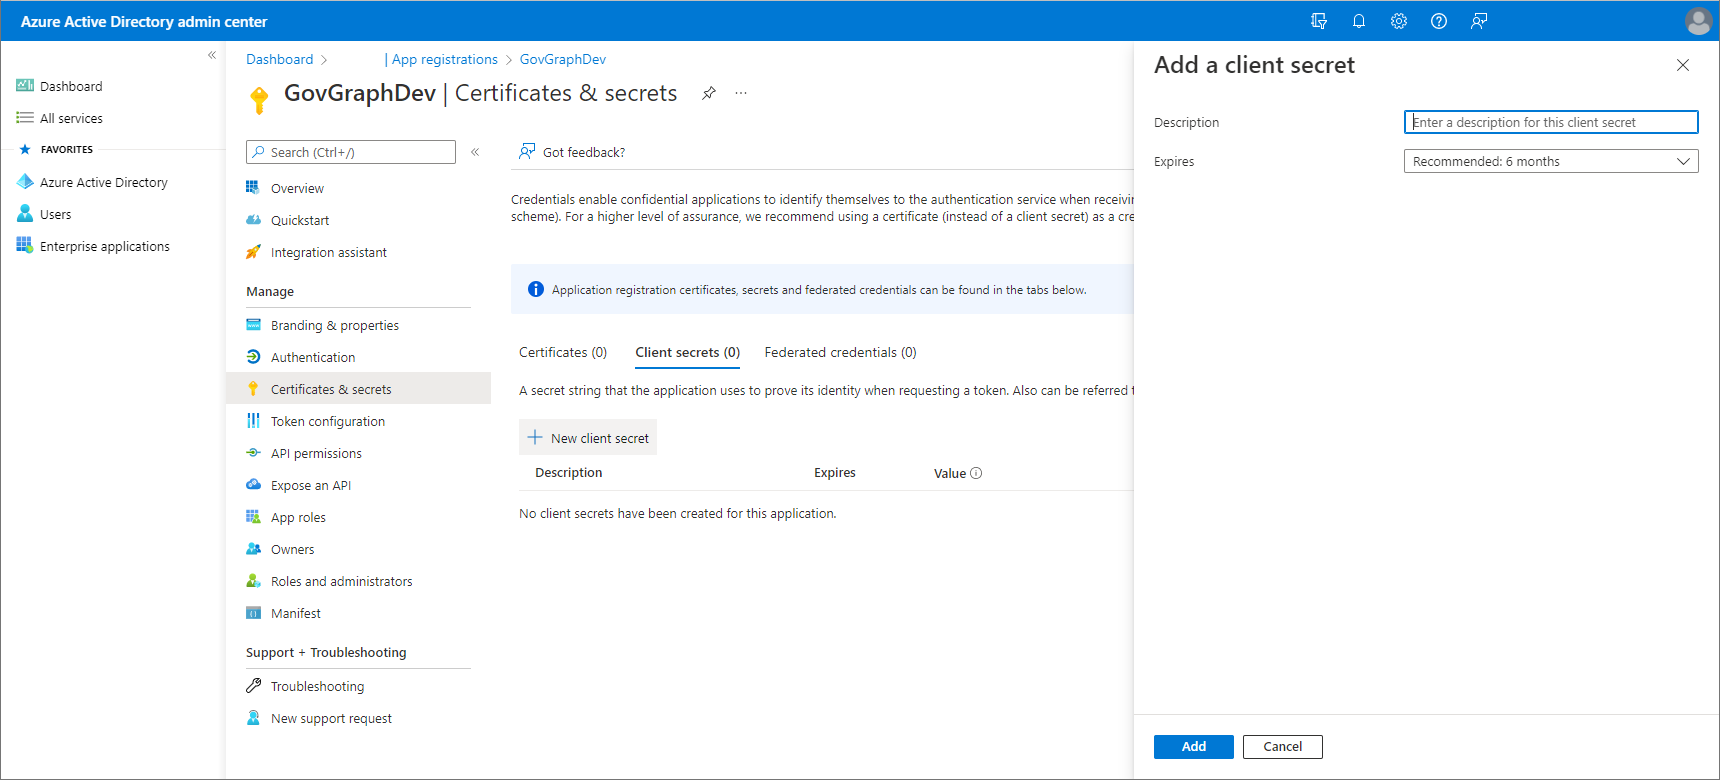 Azure Active Directory admin center
Dashboard
All services
FAVORITES
Azure Active Directory
Users
Enterprise applications
Dashboard > | App registrations > GovGraphDev
GovGraphDev | Certificates & secrets
Search (Ctrl+/)
Overview
Quickstart
Integration assistant
Manage
Branding & properties
Authentication
Certificates & secrets
Token configuration
API permissions
Expose an API
App roles
Owners
Roles and administrators
Manifest
Support + Troubleshooting
Troubleshooting
New support request
Got feedback?
Credentials enable confidential applications to identify themselves to the authentication service when receivin
scheme). For a higher level of assurance, we recommend using a certificate (instead of a client secret) as a cre
Application registration certificates, secrets and federated credentials can be found in the tabs below.
Certificates (0) Client secrets (0) Federated credentials (0)
A secret string that the application uses to prove its identity when requesting a token. Also can be referred t
New client secret
Description Expires Value
No client secrets have been created for this application.
Add a client secret
Description Enter a description for this client secret
Expires Recommended: 6 months
Add Cancel